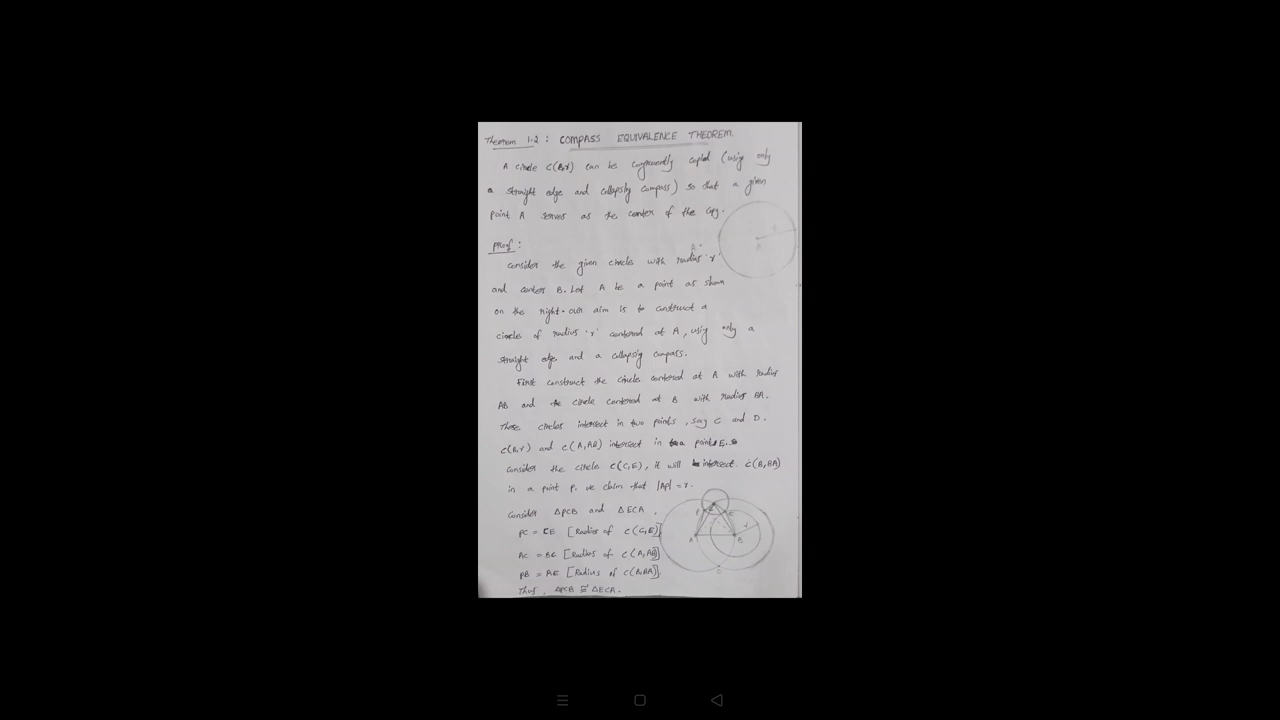 Theorem 1.2 : COMPASS EQUIVALENCE THEOREM.
A circle C(B,r) can be congruently copied (using only
a straight edge and collapsing compass) so that a given
point A serves as the center of the copy.
Proof :
A
B
Consider the given circles with radius 'r'
and centers B. Let A be a point as shown
on the right. our aim is to construct a
circles of radius 'r' centered at A, using only a
straight edge and a collapsig compass.
First construct the circle centered at A with radius
AB and the circle centered at B with radius BA.
These circles intersect in two points, say C and D.
C(B,r) and C(A,AB) intersect in a point E.
Consider the circle C(C,E), it will intersect C(B,BA)
in a point P. we claim that |AP| = r.
Consider ΔPCB and ΔECA.
PC = CE [Radius of C(C,E)]
AC = BC [Radius of C(A,AB)]
PB = AE [Radius of C(B,BA)].
Thus, ΔPCB ≅ ΔECA.
P
E
A
B
r